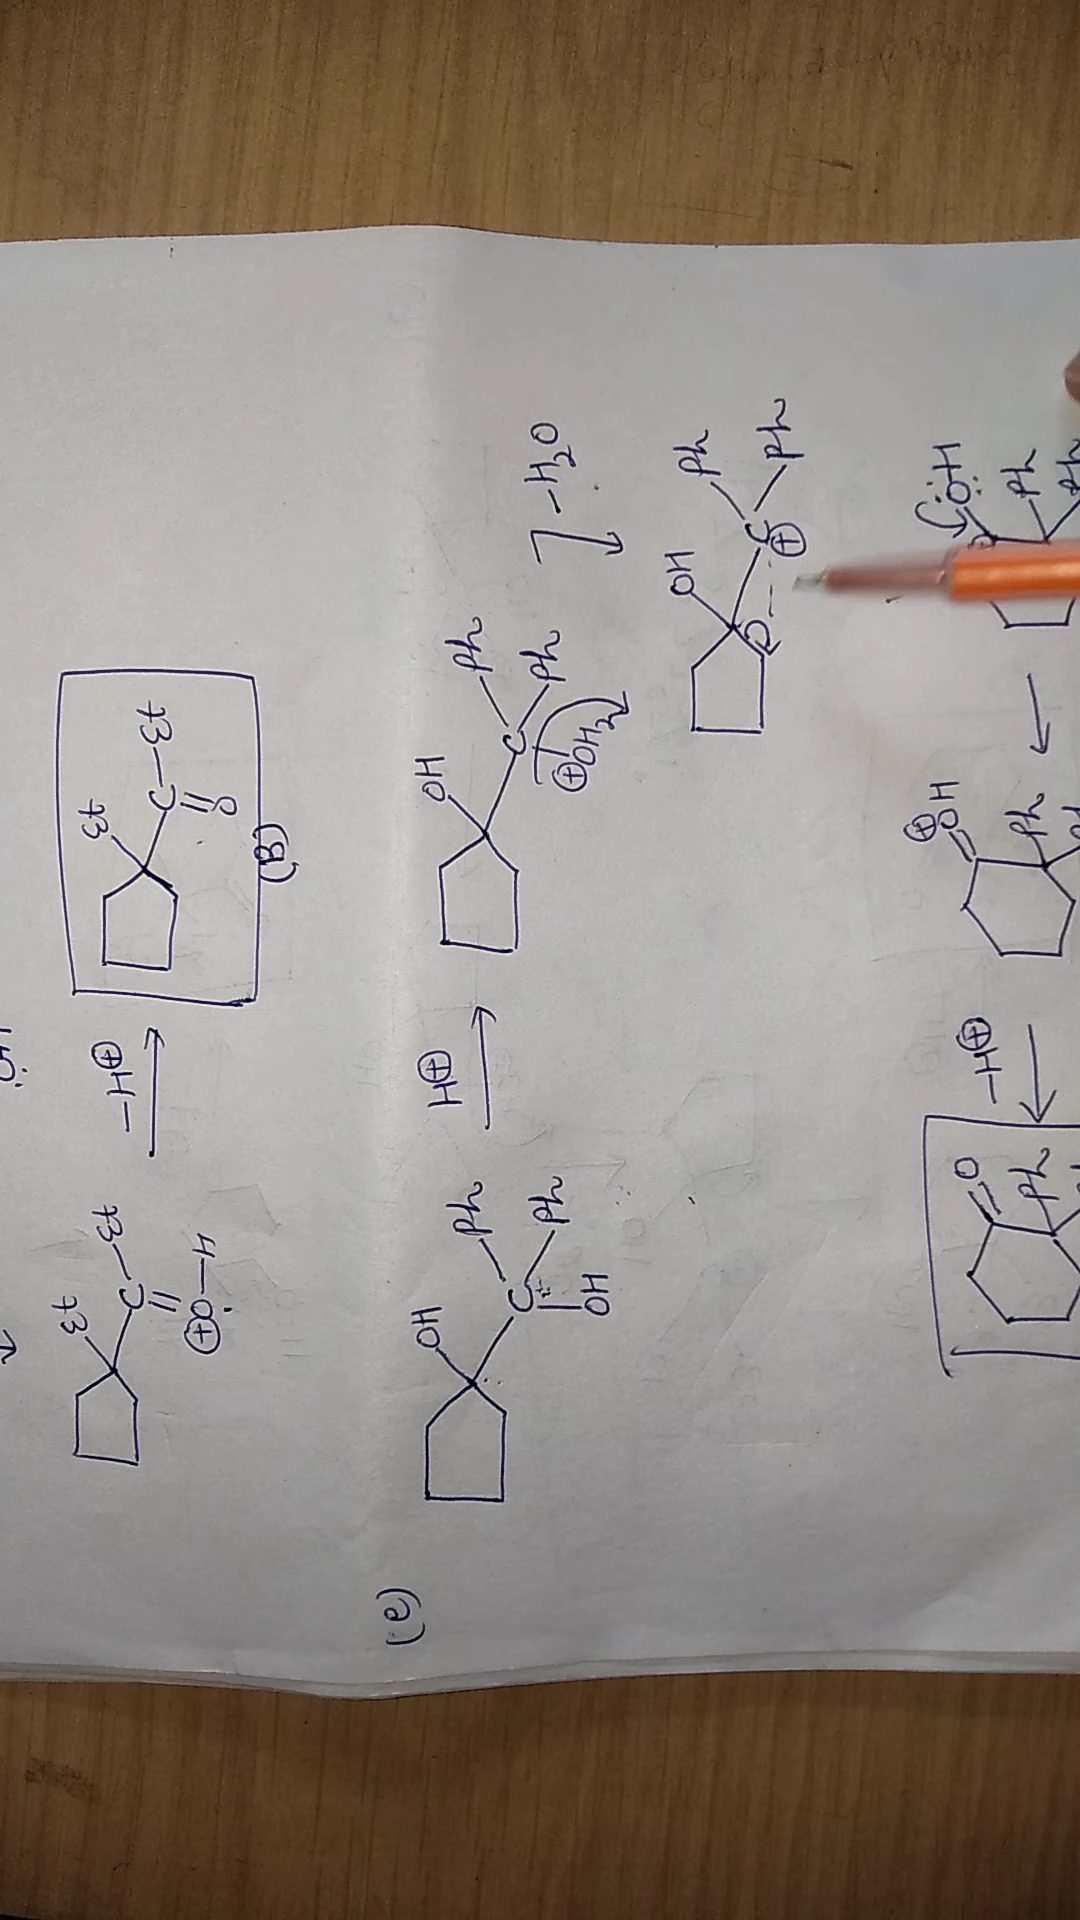 Et Et
C C–Et –H⊕ C–Et
⊕O–H O
(B)
(e) OH Ph H⊕ OH Ph
C C
OH Ph ⊕OH2 Ph
–H2O
OH Ph
C
⊕ Ph
O ⊕OH :OH
Ph –H⊕ Ph Ph
Ph